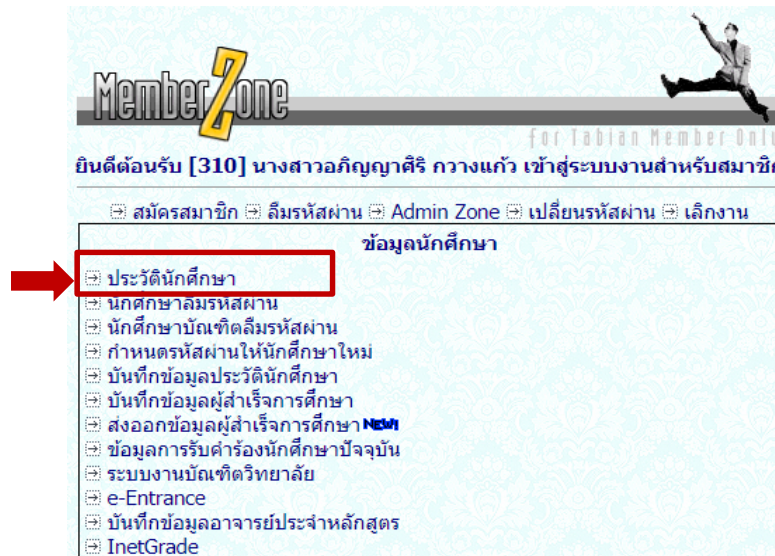 MemberZone
for Tabian Member Onl
ยินดีต้อนรับ [310] นางสาวอภิญญาศิริ กวางแก้ว เข้าสู่ระบบงานสำหรับสมาชิก
สมัครสมาชิก ลืมรหัสผ่าน Admin Zone เปลี่ยนรหัสผ่าน เลิกงาน
ข้อมูลนักศึกษา
ประวัตินักศึกษา
นักศึกษาลืมรหัสผ่าน
นักศึกษาบัณฑิตลืมรหัสผ่าน
กำหนดรหัสผ่านให้นักศึกษาใหม่
บันทึกข้อมูลประวัตินักศึกษา
บันทึกข้อมูลผู้สำเร็จการศึกษา
ส่งออกข้อมูลผู้สำเร็จการศึกษา NEW!
ข้อมูลการรับคำร้องนักศึกษาปัจจุบัน
ระบบงานบัณฑิตวิทยาลัย
e-Entrance
บันทึกข้อมูลอาจารย์ประจำหลักสูตร
InetGrade